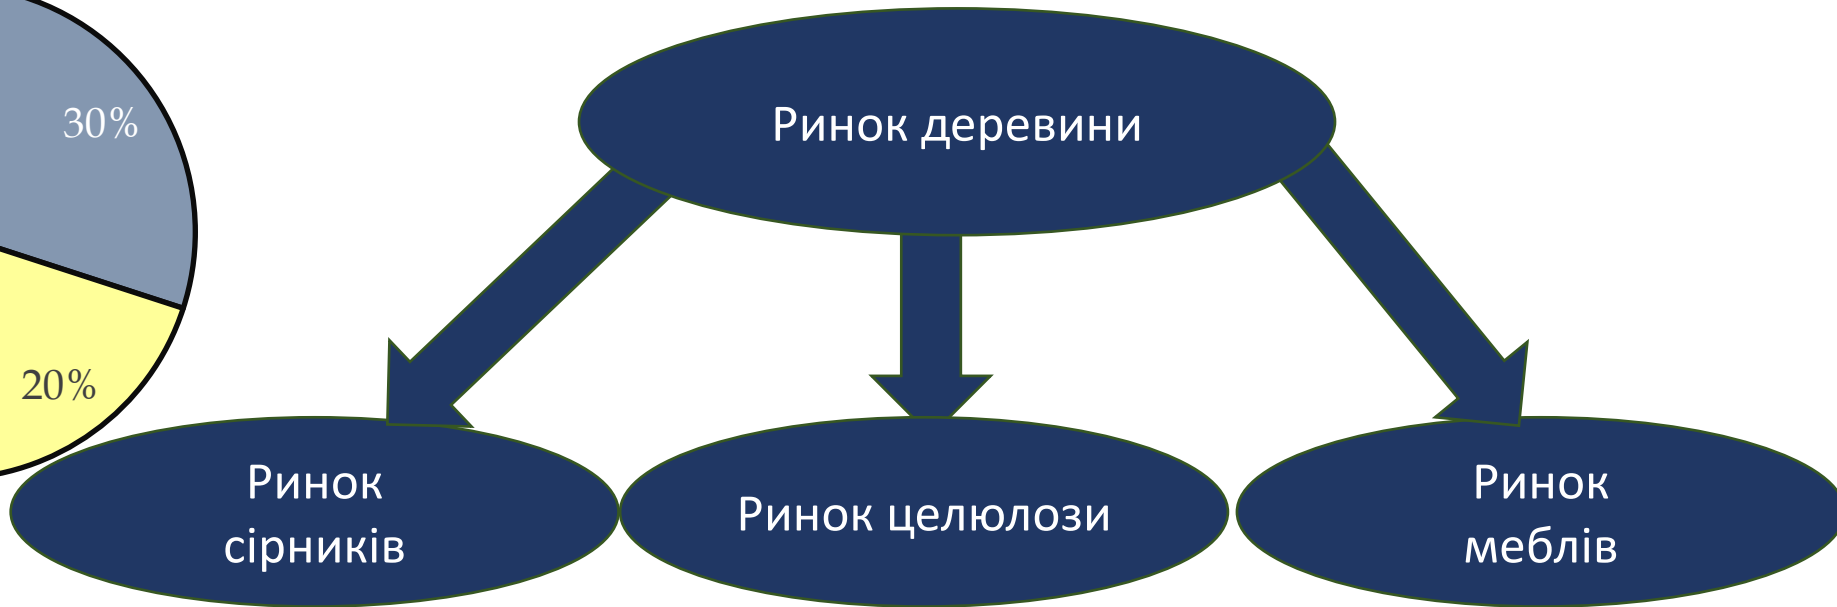 30%
20%
Ринок деревини
Ринок
сірників
Ринок целюлози
Ринок
меблів